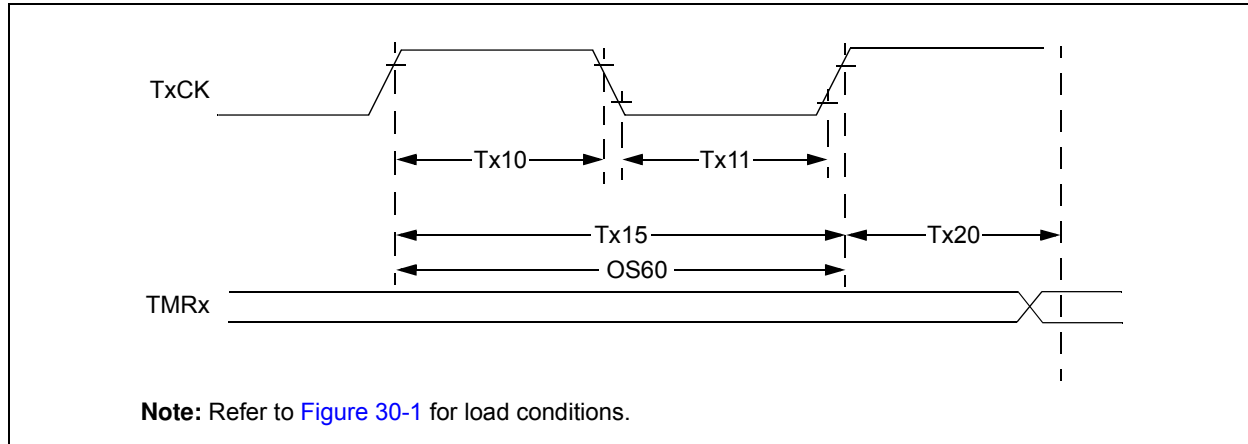 TxCK
Tx10 Tx11
Tx15 Tx20
OS60
TMRx
Note: Refer to Figure 30-1 for load conditions.